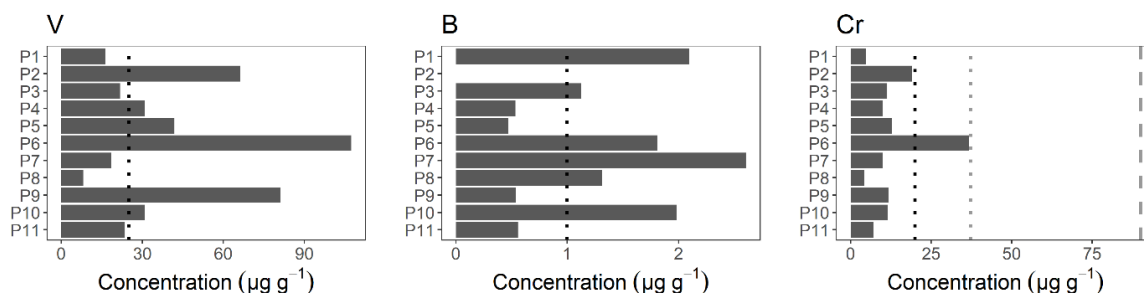 V
P1
P2
P3
P4
P5
P6
P7
P8
P9
P10
P11
0
30
60
90
Concentration (µg g⁻¹)
B
P1
P2
P3
P4
P5
P6
P7
P8
P9
P10
P11
0
1
2
Concentration (µg g⁻¹)
Cr
P1
P2
P3
P4
P5
P6
P7
P8
P9
P10
P11
0
25
50
75
Concentration (µg g⁻¹)